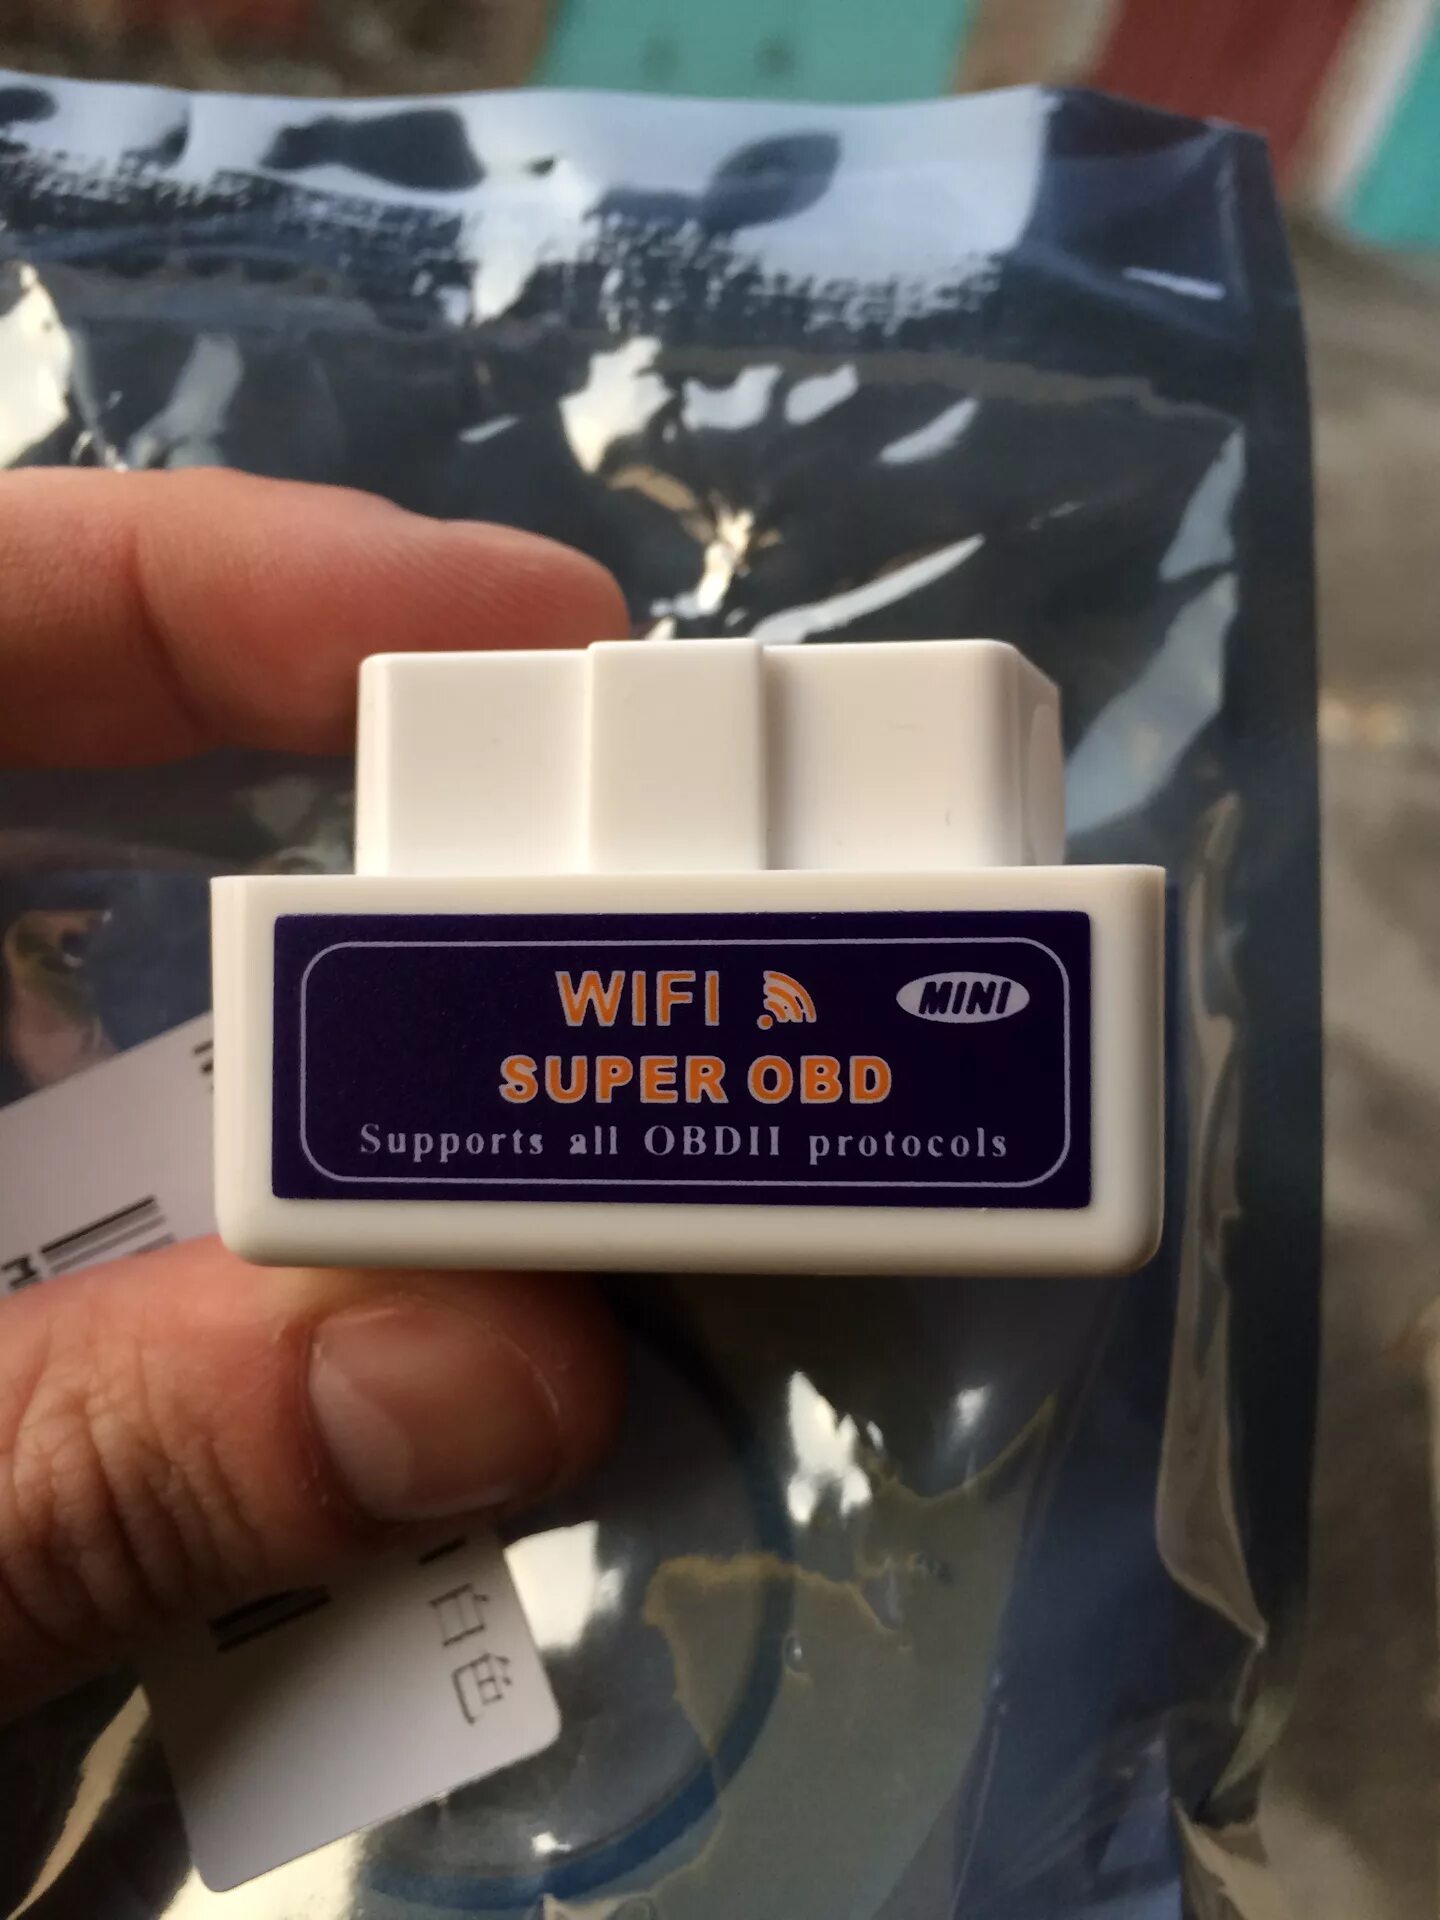 WIFI MINI
SUPER OBD
Supports all OBDII protocols
白色